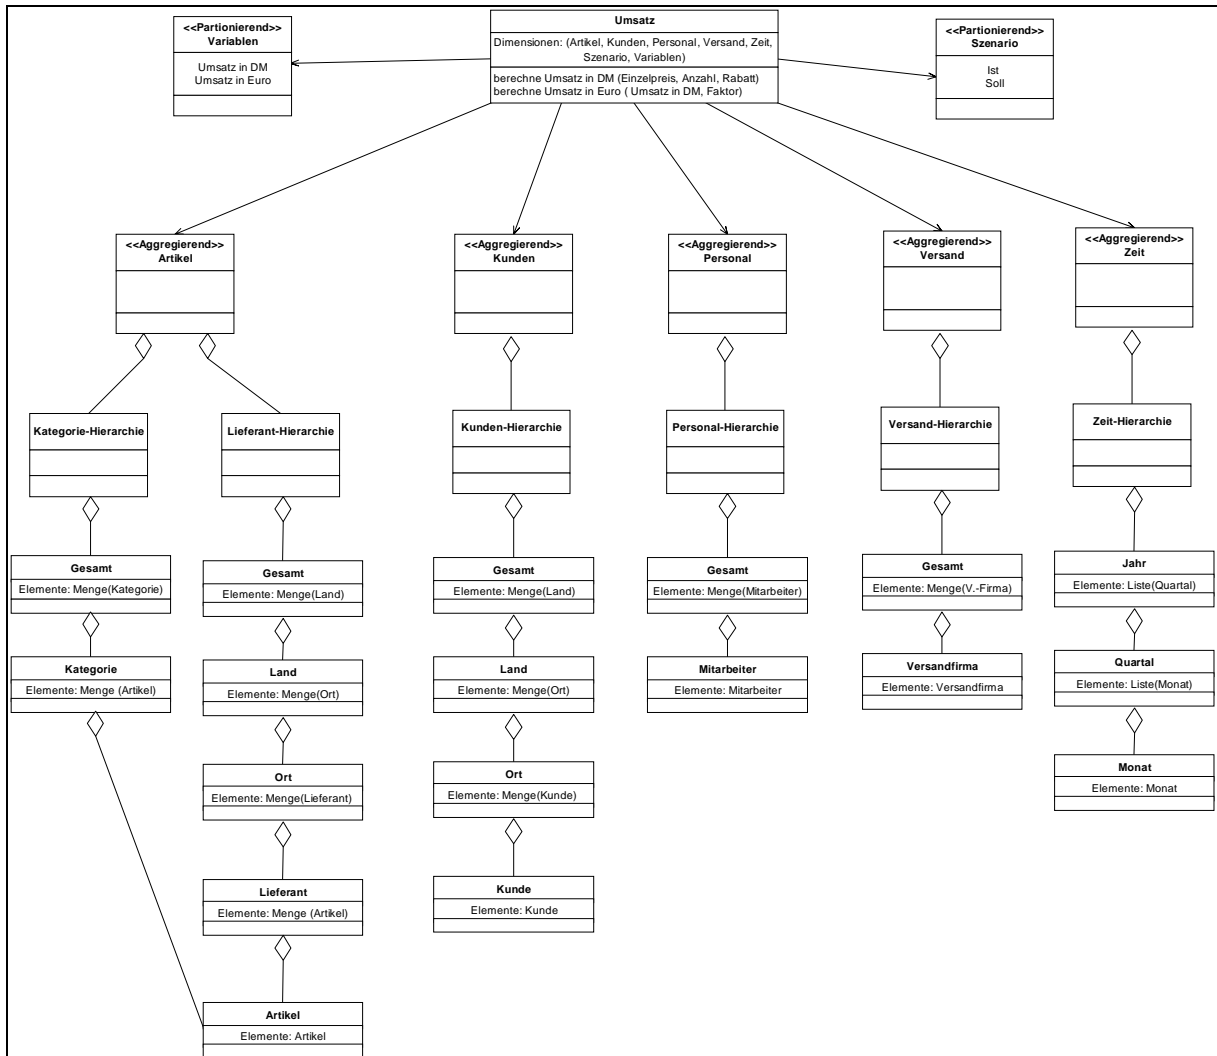 <<Partionierend>>
Variablen
Umsatz in DM
Umsatz in Euro
Umsatz
Dimensionen: (Artikel, Kunden, Personal, Versand, Zeit,
Szenario, Variablen)
berechne Umsatz in DM (Einzelpreis, Anzahl, Rabatt)
berechne Umsatz in Euro ( Umsatz in DM, Faktor)
<<Partionierend>>
Szenario
Ist
Soll
<<Aggregierend>>
Artikel
<<Aggregierend>>
Kunden
<<Aggregierend>>
Personal
<<Aggregierend>>
Versand
<<Aggregierend>>
Zeit
Kategorie-Hierarchie
Lieferant-Hierarchie
Kunden-Hierarchie
Personal-Hierarchie
Versand-Hierarchie
Zeit-Hierarchie
Gesamt
Elemente: Menge(Kategorie)
Gesamt
Elemente: Menge(Land)
Gesamt
Elemente: Menge(Land)
Gesamt
Elemente: Menge(Mitarbeiter)
Gesamt
Elemente: Menge(V.-Firma)
Jahr
Elemente: Liste(Quartal)
Kategorie
Elemente: Menge (Artikel)
Land
Elemente: Menge(Ort)
Land
Elemente: Menge(Ort)
Mitarbeiter
Elemente: Mitarbeiter
Versandfirma
Elemente: Versandfirma
Quartal
Elemente: Liste(Monat)
Ort
Elemente: Menge(Lieferant)
Ort
Elemente: Menge(Kunde)
Monat
Elemente: Monat
Lieferant
Elemente: Menge (Artikel)
Kunde
Elemente: Kunde
Artikel
Elemente: Artikel